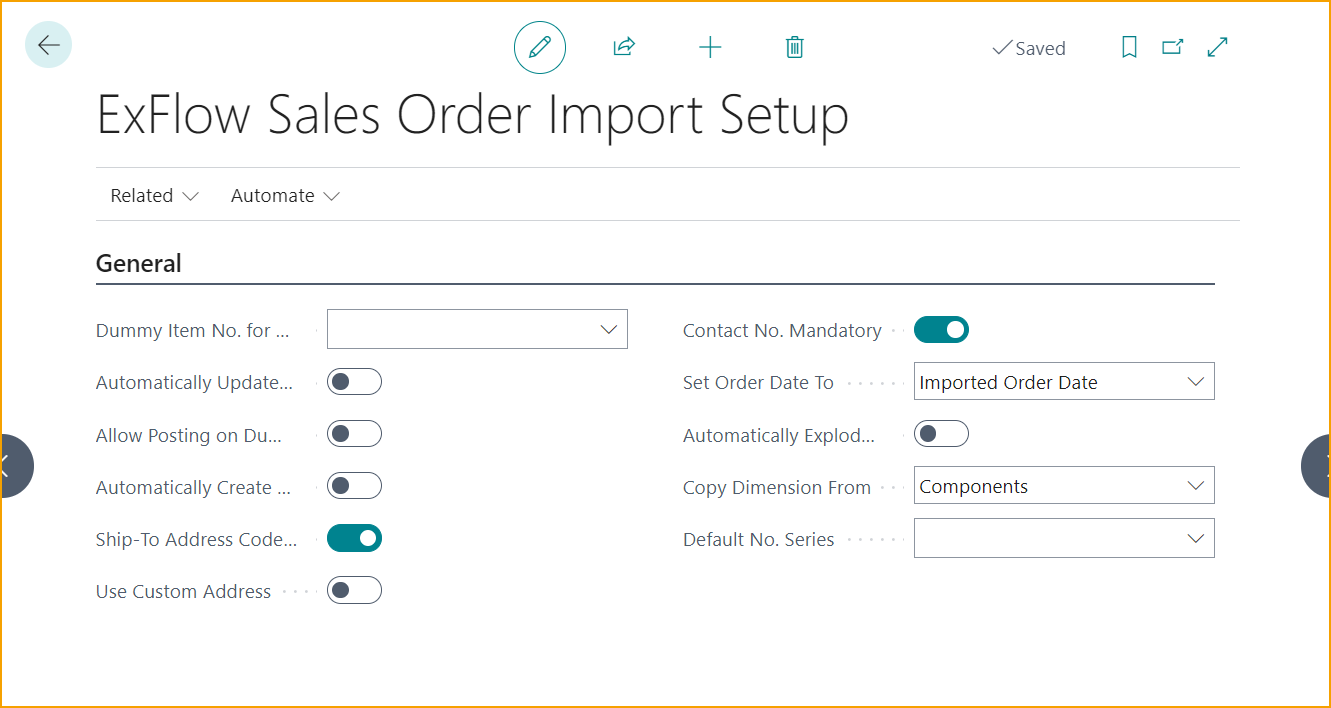 Saved
ExFlow Sales Order Import Setup
Related
Automate
General
Dummy Item No. for ...
Automatically Update...
Allow Posting on Du...
Automatically Create ...
Ship-To Address Code...
Use Custom Address
Contact No. Mandatory
Set Order Date To
Imported Order Date
Automatically Explod...
Copy Dimension From
Components
Default No. Series